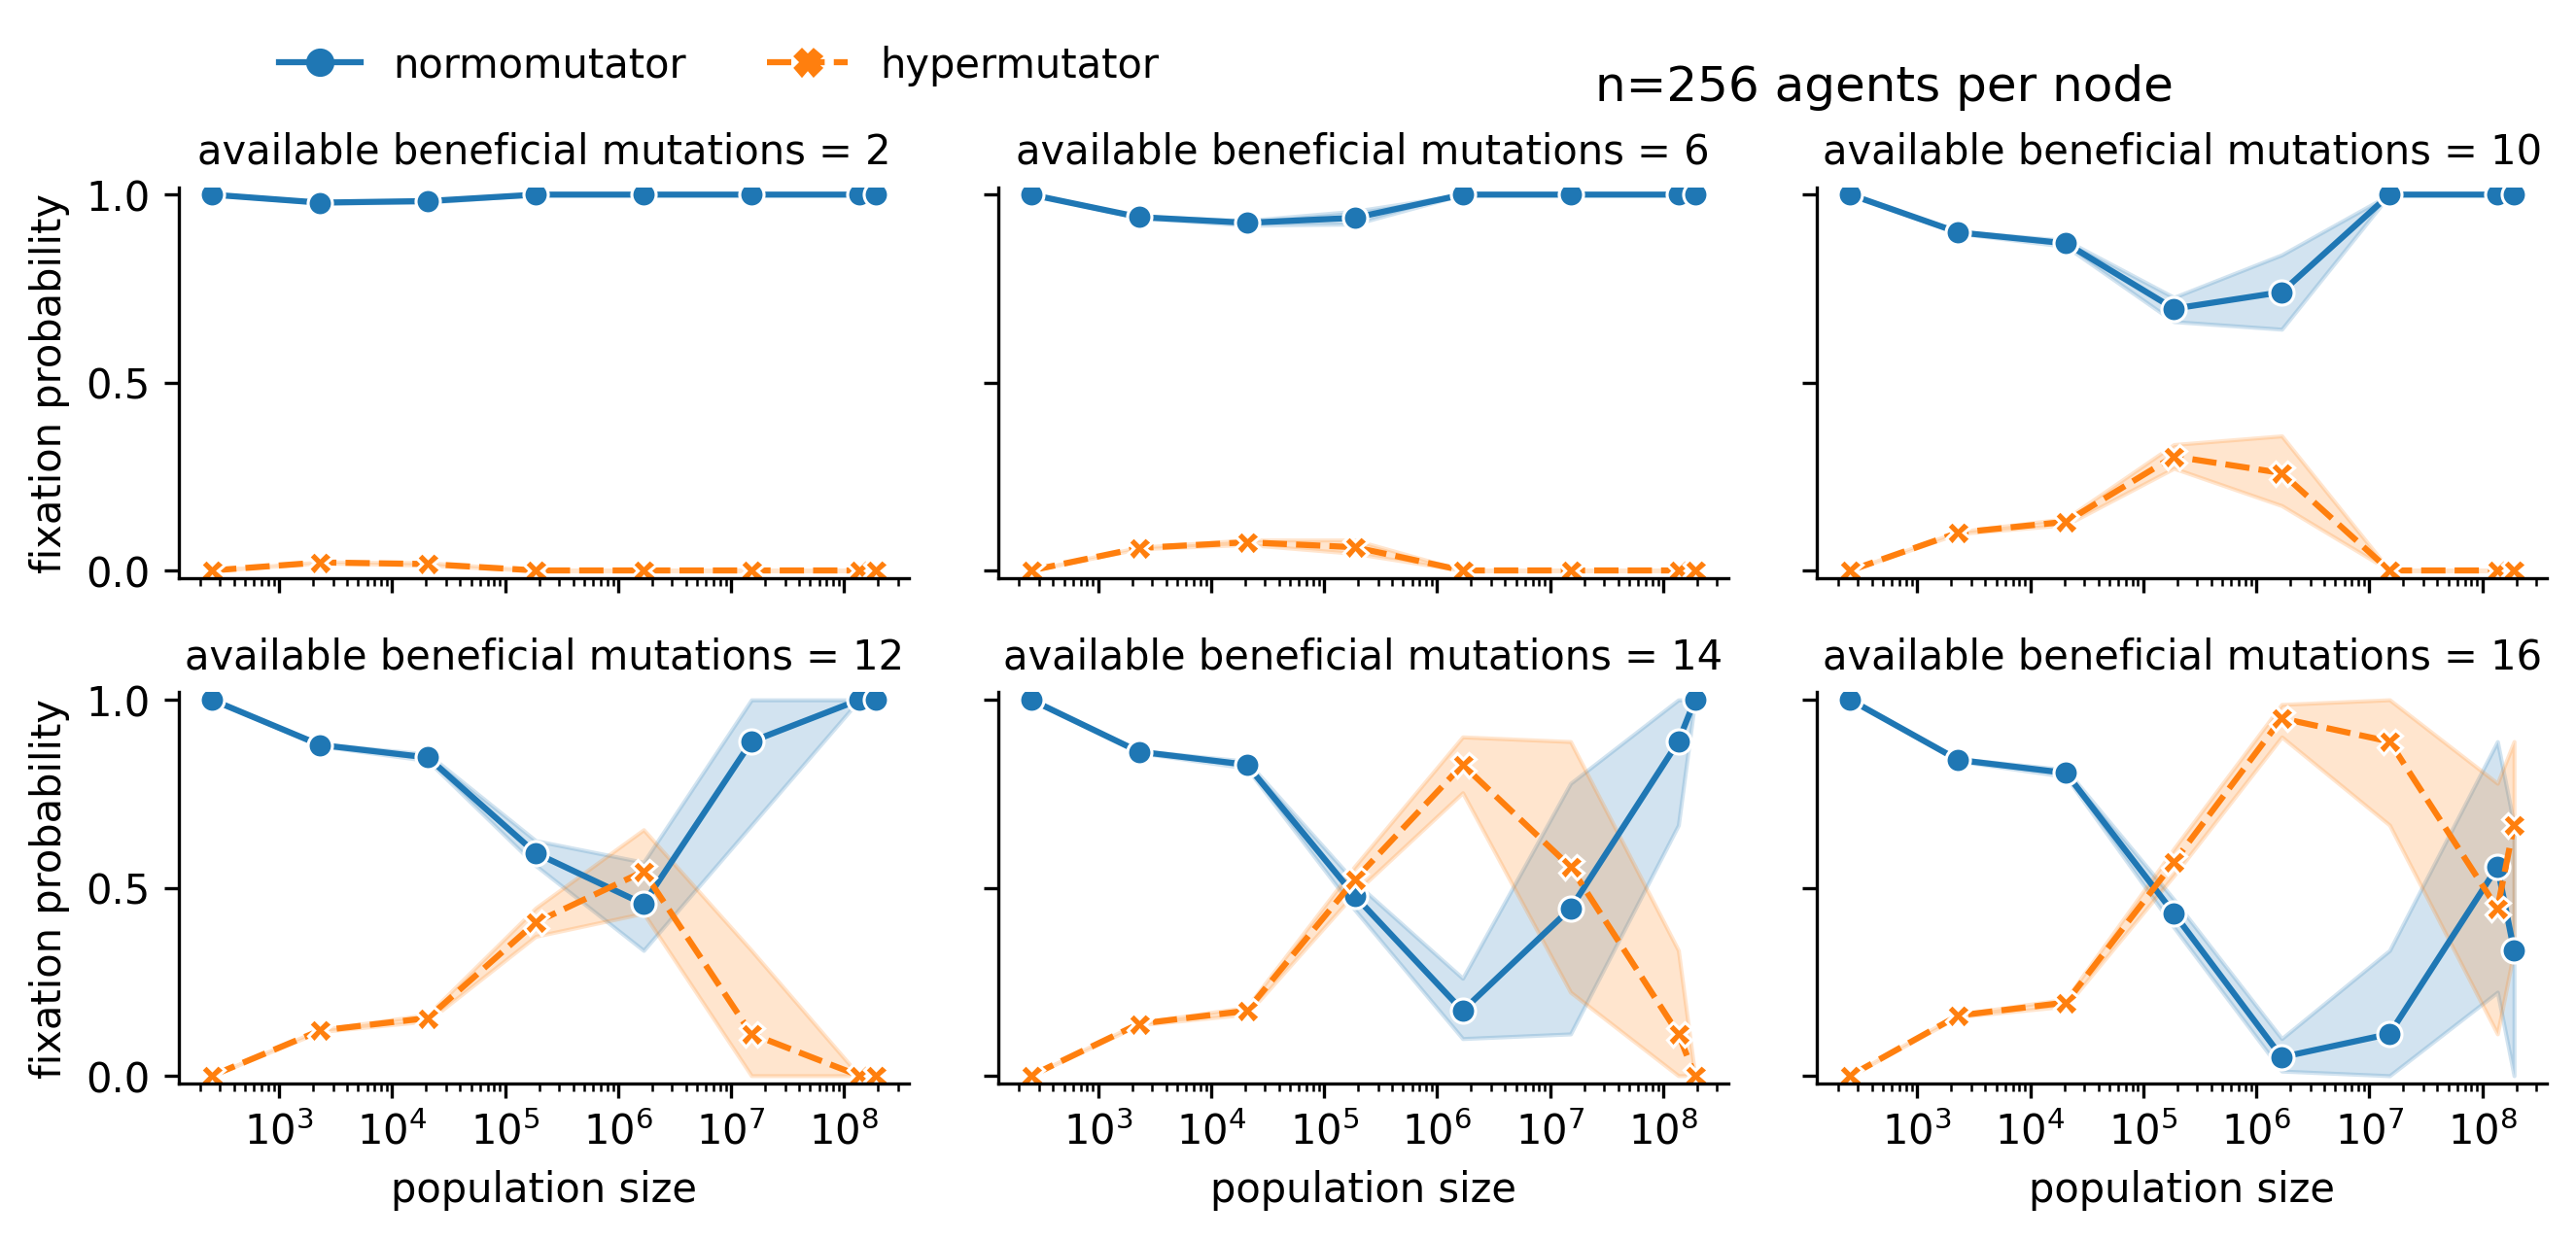 normomutator hypermutator
n=256 agents per node
available beneficial mutations = 2
available beneficial mutations = 6
available beneficial mutations = 10
fixation probability
1.0
0.5
0.0
available beneficial mutations = 12
available beneficial mutations = 14
available beneficial mutations = 16
fixation probability
1.0
0.5
0.0
10³ 10⁴ 10⁵ 10⁶ 10⁷ 10⁸
10³ 10⁴ 10⁵ 10⁶ 10⁷ 10⁸
10³ 10⁴ 10⁵ 10⁶ 10⁷ 10⁸
population size
population size
population size